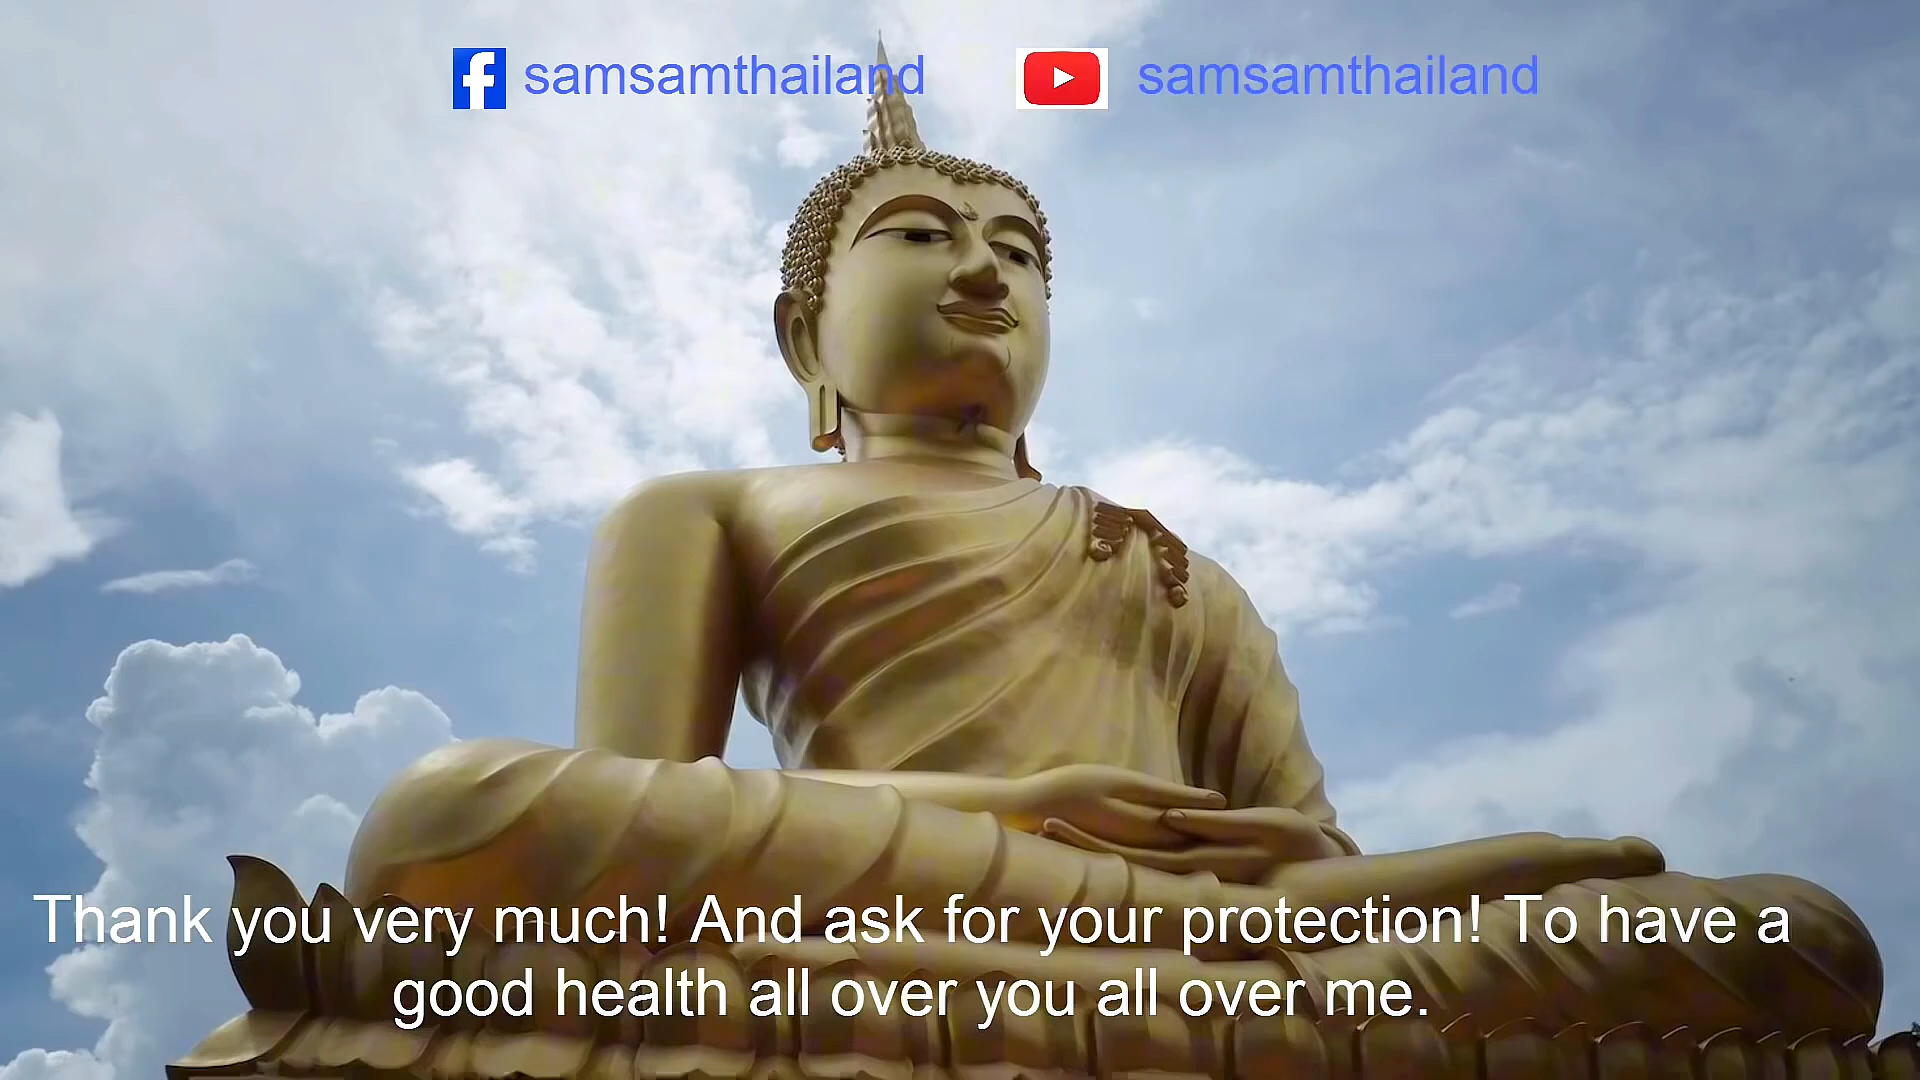 samsamthailand samsamthailand
Thank you very much! And ask for your protection! To have a
good health all over you all over me.